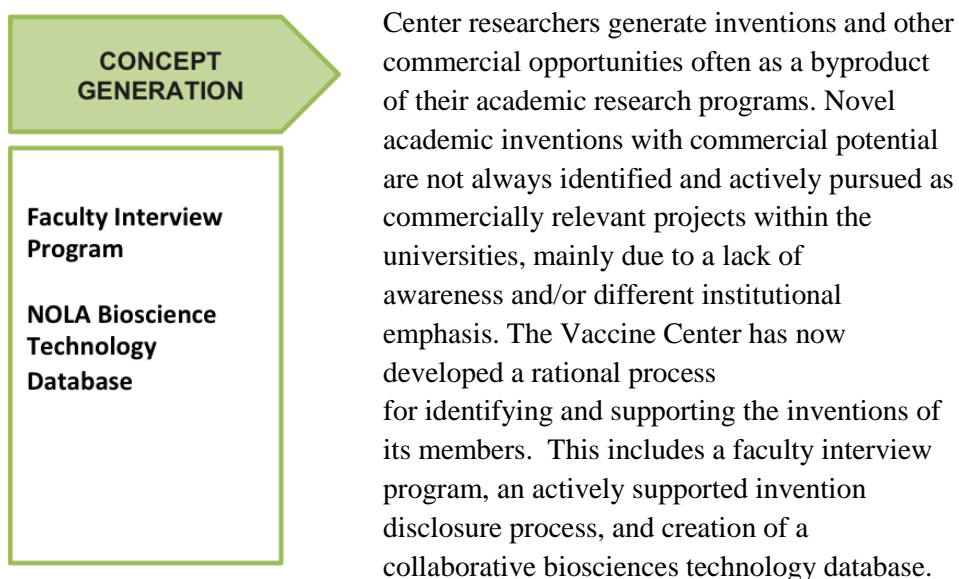 CONCEPT
GENERATION
Faculty Interview
Program
NOLA Bioscience
Technology
Database
Center researchers generate inventions and other
commercial opportunities often as a byproduct
of their academic research programs. Novel
academic inventions with commercial potential
are not always identified and actively pursued as
commercially relevant projects within the
universities, mainly due to a lack of
awareness and/or different institutional
emphasis. The Vaccine Center has now
developed a rational process
for identifying and supporting the inventions of
its members.  This includes a faculty interview
program, an actively supported invention
disclosure process, and creation of a
collaborative biosciences technology database.